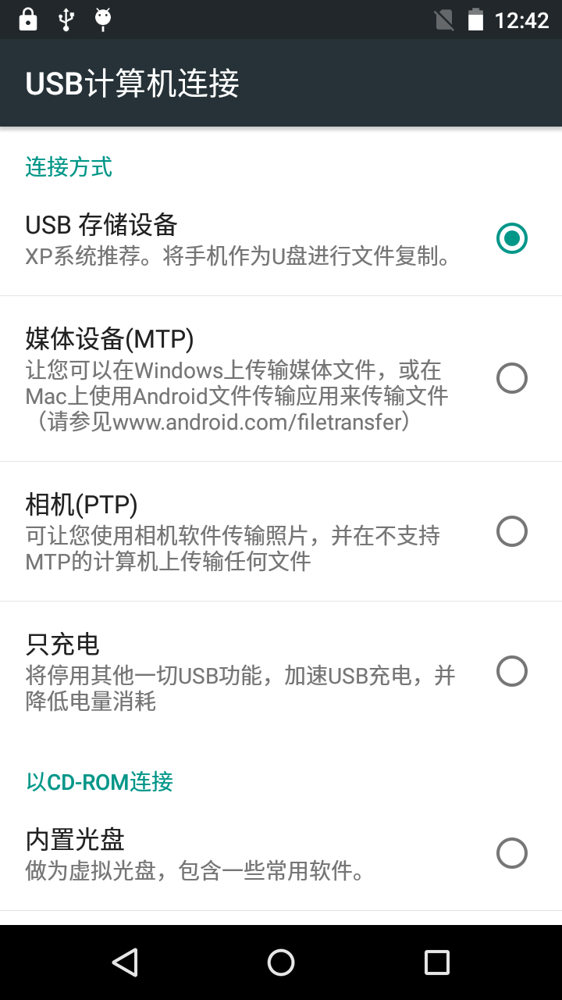 12:42
USB计算机连接
连接方式
USB 存储设备
XP系统推荐。将手机作为U盘进行文件复制。
媒体设备(MTP)
让您可以在Windows上传输媒体文件，或在
Mac上使用Android文件传输应用来传输文件
（请参见www.android.com/filetransfer）
相机(PTP)
可让您使用相机软件传输照片，并在不支持
MTP的计算机上传输任何文件
只充电
将停用其他一切USB功能，加速USB充电，并
降低电量消耗
以CD-ROM连接
内置光盘
做为虚拟光盘，包含一些常用软件。